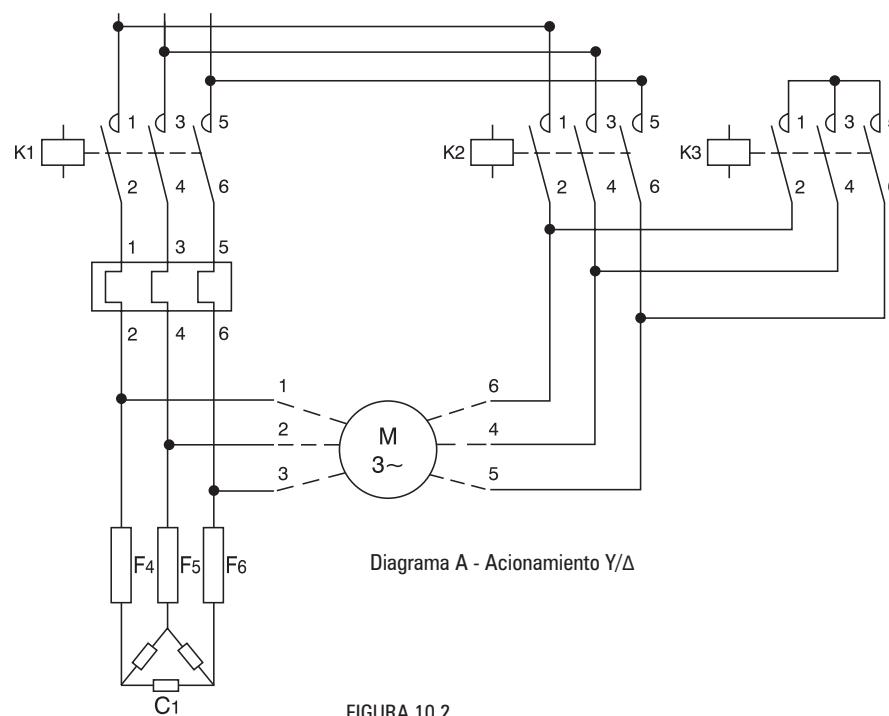 1 3 5 1 3 5 1 3 5
K1 K2 K3
2 4 6 2 4 6 2 4 6
1 3 5
2 4 6
1 6
2 M 4
3~
3 5
F4 F5 F6
Diagrama A - Acionamiento Y/Δ
C1
FIGURA 10.2